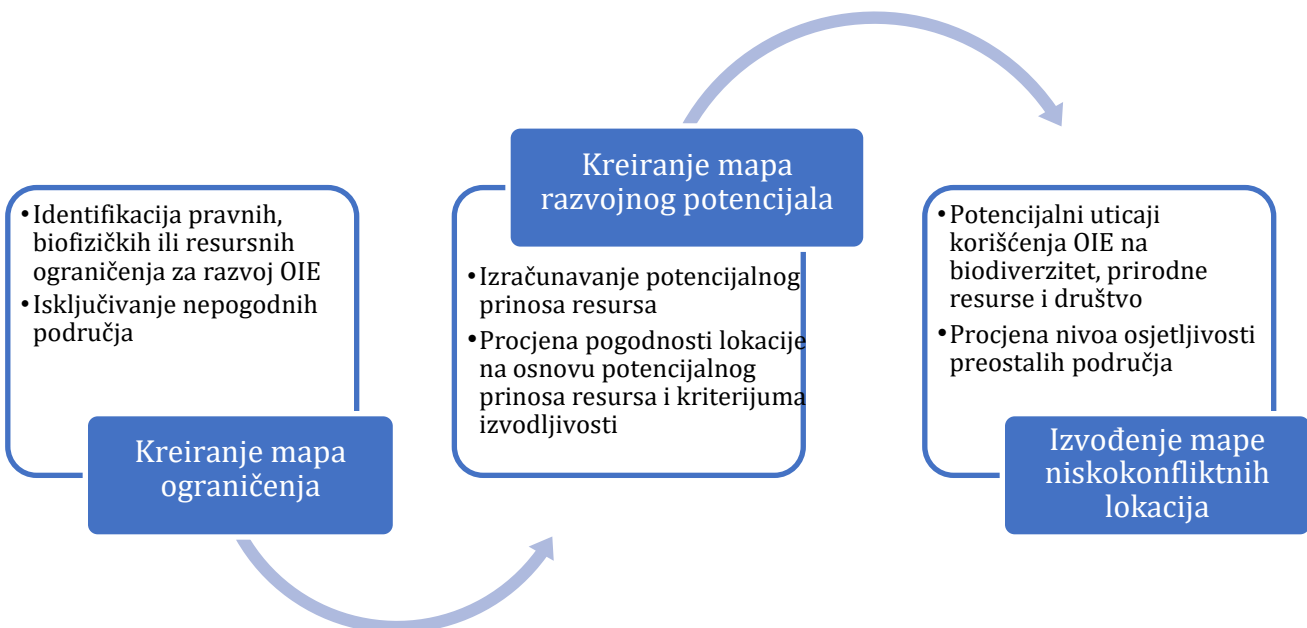 •Identifikacija pravnih,
biofizičkih ili resursnih
ograničenja za razvoj OIE
•Isključivanje nepogodnih
područja
Kreiranje mapa
ograničenja
Kreiranje mapa
razvojnog potencijala
•Izračunavanje potencijalnog
prinosa resursa
•Procjena pogodnosti lokacije
na osnovu potencijalnog
prinosa resursa i kriterijuma
izvodljivosti
•Potencijalni uticaji
korišćenja OIE na
biodiverzitet, prirodne
resurse i društvo
•Procjena nivoa osjetljivosti
preostalih područja
Izvođenje mape
niskokonfliktnih
lokacija